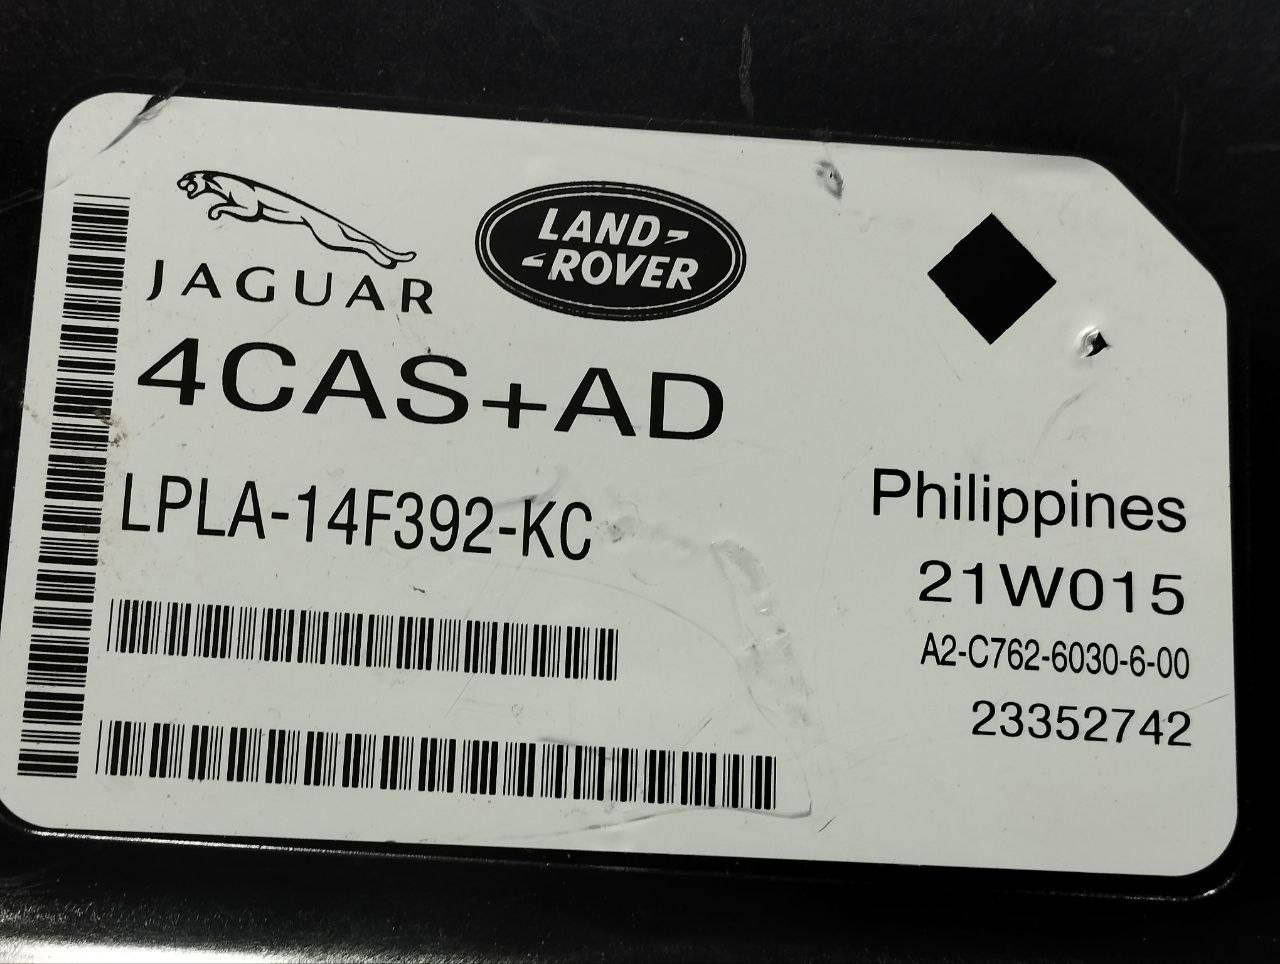 JAGUAR
LAND-
-ROVER
4CAS+AD
LPLA-14F392-KC
Philippines
21W015
A2-C762-6030-6-00
23352742